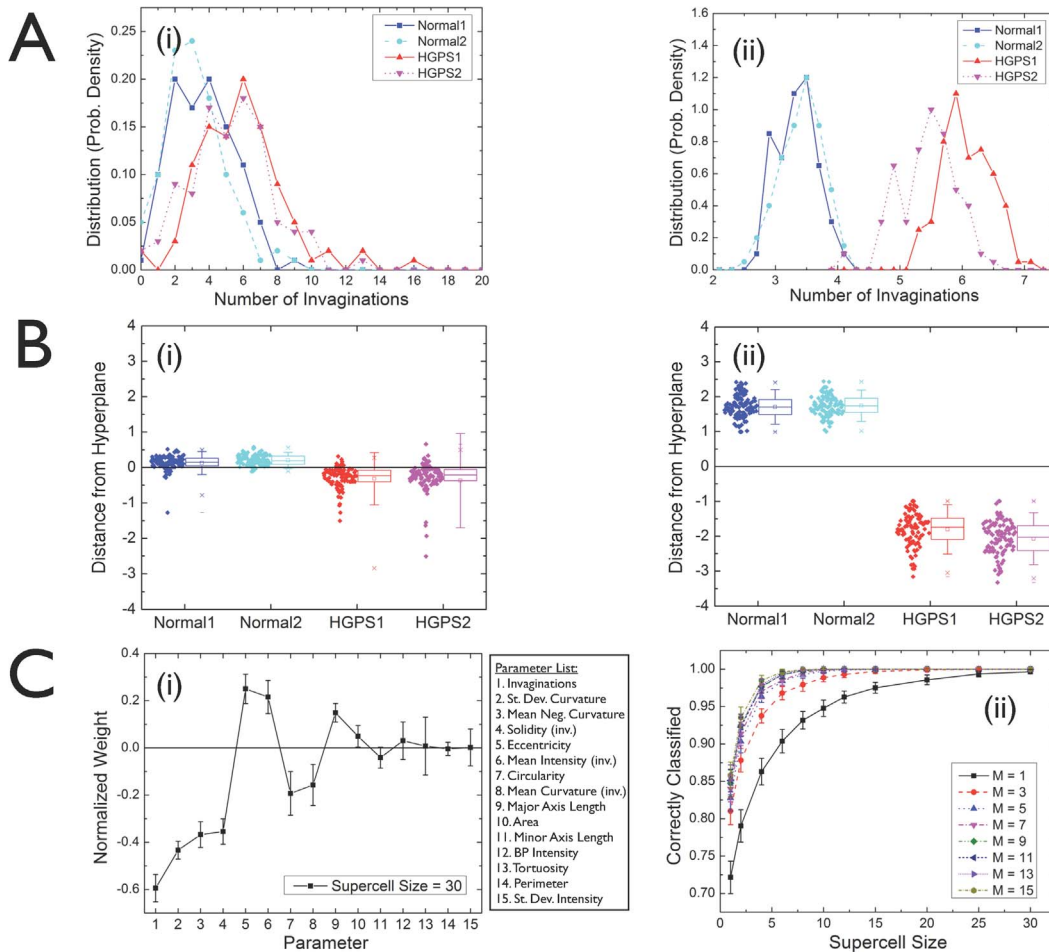 A
(i)
Normal1
Normal2
HGPS1
HGPS2
Distribution (Prob. Density)
0.25
0.20
0.15
0.10
0.05
0.00
0 2 4 6 8 10 12 14 16 18 20
Number of Invaginations
(ii)
Normal1
Normal2
HGPS1
HGPS2
Distribution (Prob. Density)
1.6
1.4
1.2
1.0
0.8
0.6
0.4
0.2
0.0
2 3 4 5 6 7
Number of Invaginations
B
(i)
Distance from Hyperplane
4
3
2
1
0
-1
-2
-3
-4
Normal1 Normal2 HGPS1 HGPS2
(ii)
Distance from Hyperplane
4
3
2
1
0
-1
-2
-3
-4
Normal1 Normal2 HGPS1 HGPS2
C
(i)
Normalized Weight
0.4
0.2
0.0
-0.2
-0.4
-0.6
Supercell Size = 30
1 2 3 4 5 6 7 8 9 10 11 12 13 14 15
Parameter
Parameter List:
1. Invaginations
2. St. Dev. Curvature
3. Mean Neg. Curvature
4. Solidity (inv.)
5. Eccentricity
6. Mean Intensity (inv.)
7. Circularity
8. Mean Curvature (inv.)
9. Major Axis Length
10. Area
11. Minor Axis Length
12. BP Intensity
13. Tortuosity
14. Perimeter
15. St. Dev. Intensity
(ii)
Correctly Classified
1.00
0.95
0.90
0.85
0.80
0.75
0.70
M = 1
M = 3
M = 5
M = 7
M = 9
M = 11
M = 13
M = 15
0 5 10 15 20 25 30
Supercell Size